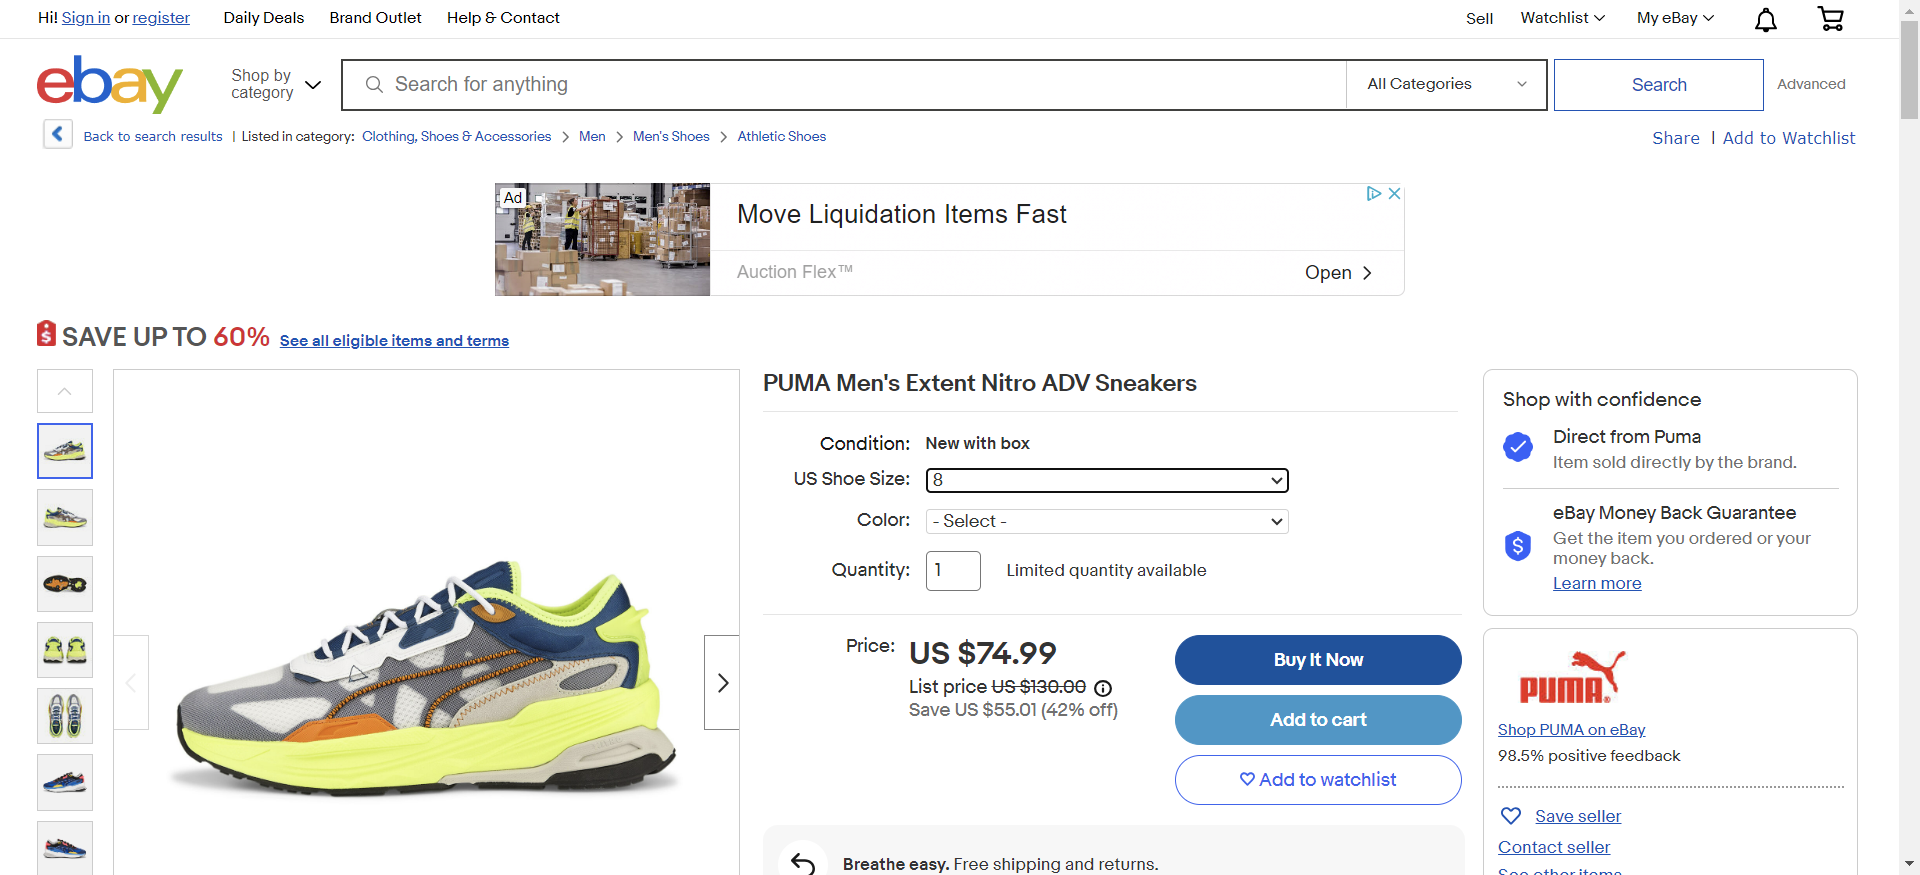 Hi! Sign in or register Daily Deals Brand Outlet Help & Contact Sell Watchlist My eBay
ebay Shop by category Search for anything All Categories Search Advanced
Back to search results | Listed in category: Clothing, Shoes & Accessories > Men > Men's Shoes > Athletic Shoes Share | Add to Watchlist
Ad
Move Liquidation Items Fast
Auction Flex™ Open
SAVE UP TO 60% See all eligible items and terms
PUMA Men's Extent Nitro ADV Sneakers
Condition: New with box
US Shoe Size: 8
Color: - Select -
Quantity: 1 Limited quantity available
Price: US $74.99
List price US $130.00
Save US $55.01 (42% off)
Buy It Now
Add to cart
Add to watchlist
Breathe easy. Free shipping and returns.
Shop with confidence
Direct from Puma
Item sold directly by the brand.
eBay Money Back Guarantee
Get the item you ordered or your
money back.
Learn more
PUMA®
Shop PUMA on eBay
98.5% positive feedback
Save seller
Contact seller
See other items